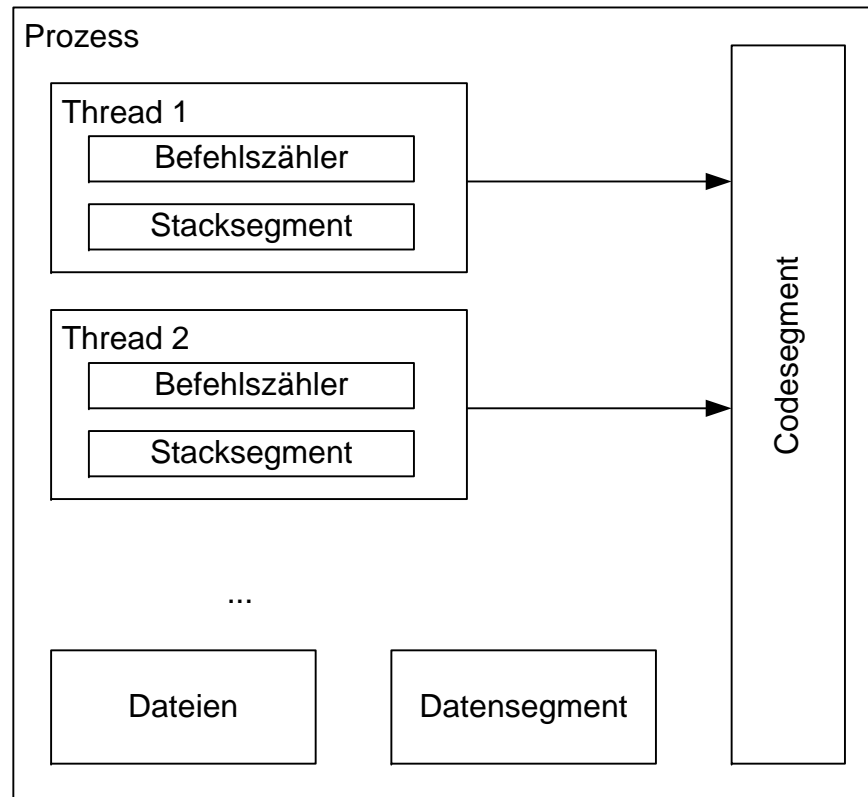 Prozess
Thread 1
Befehlszähler
Stacksegment
Thread 2
Befehlszähler
Stacksegment
...
Dateien
Datensegment
Codesegment